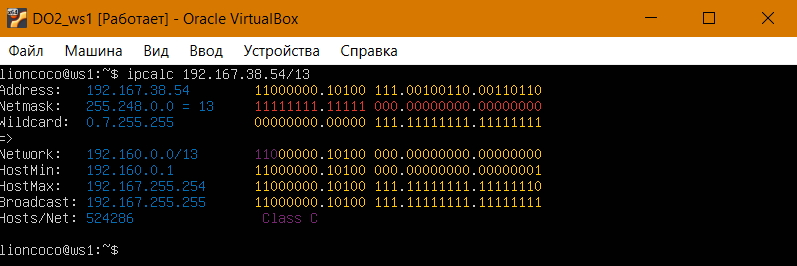 DO2_ws1 [Работает] - Oracle VirtualBox
Файл Машина Вид Ввод Устройства Справка
lioncoco@ws1:~$ ipcalc 192.167.38.54/13
Address: 192.167.38.54 11000000.10100 111.00100110.00110110
Netmask: 255.248.0.0 = 13 11111111.11111 000.00000000.00000000
Wildcard: 0.7.255.255 00000000.00000 111.11111111.11111111
=>
Network: 192.160.0.0/13 11000000.10100 000.00000000.00000000
HostMin: 192.160.0.1 11000000.10100 000.00000000.00000001
HostMax: 192.167.255.254 11000000.10100 111.11111111.11111110
Broadcast: 192.167.255.255 11000000.10100 111.11111111.11111111
Hosts/Net: 524286 Class C
lioncoco@ws1:~$